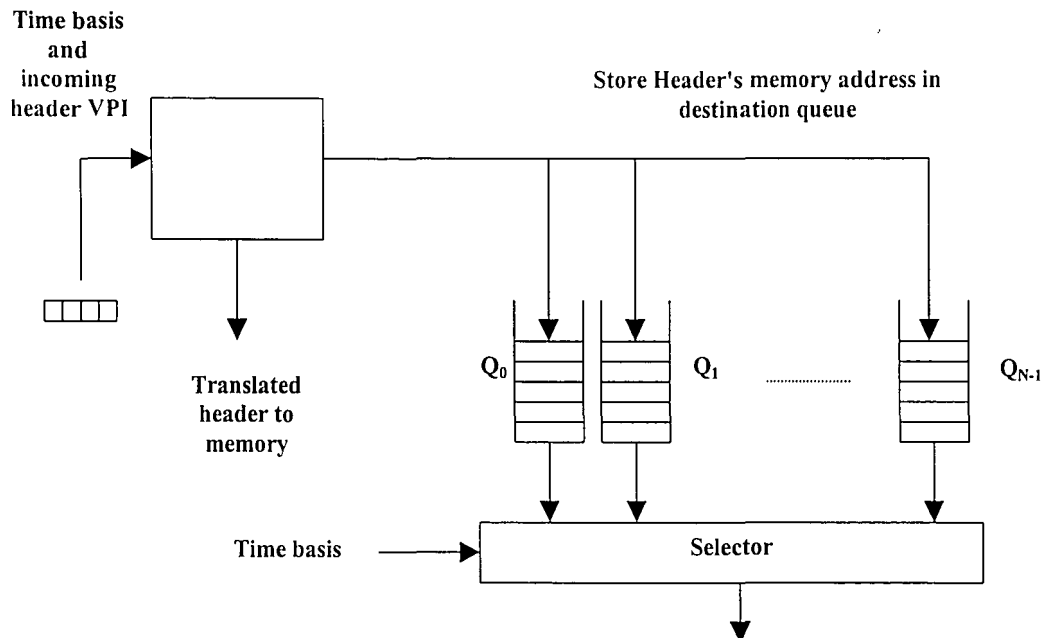 Time basis
and
incoming
header VPI
Store Header's memory address in
destination queue
Translated
header to
memory
Q0
Q1
....................
QN-1
Time basis
Selector